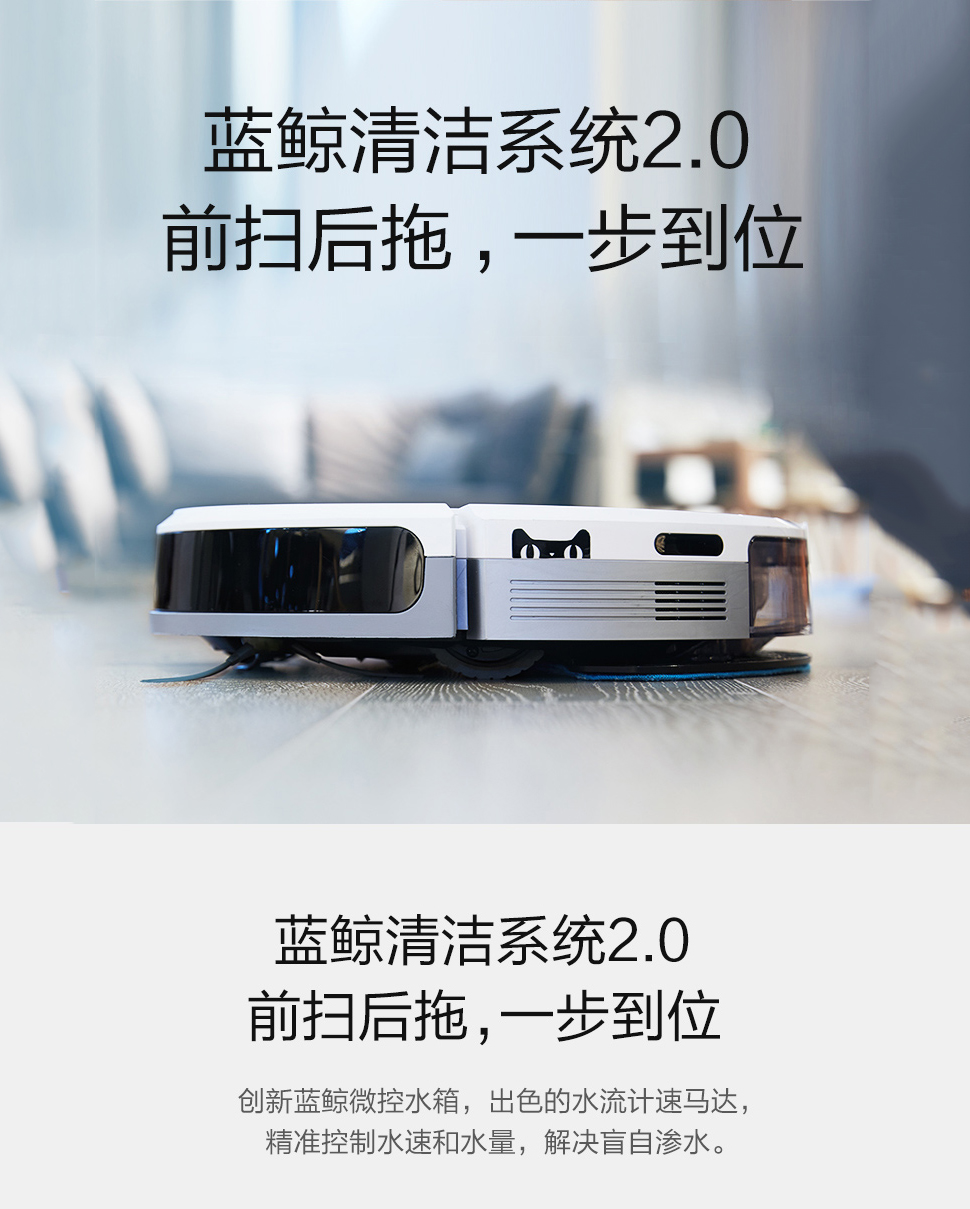 蓝鲸清洁系统2.0
前扫后拖，一步到位
蓝鲸清洁系统2.0
前扫后拖，一步到位
创新蓝鲸微控水箱，出色的水流计速马达，
精准控制水速和水量，解决盲自渗水。